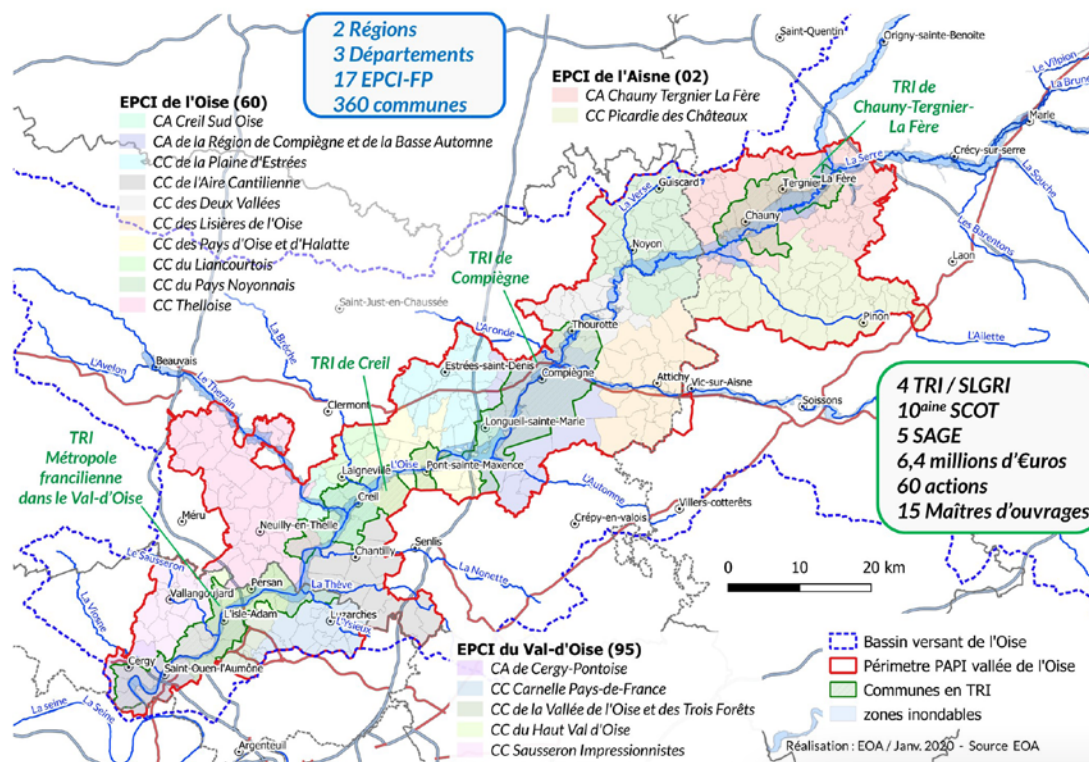 2 Régions
3 Départements
17 EPCI-FP
360 communes
EPCI de l'Oise (60)
CA Creil Sud Oise
CA de la Région de Compiègne et de la Basse Automne
CC de la Plaine d'Estrées
CC de l'Aire Cantilienne
CC des Deux Vallées
CC des Lisières de l'Oise
CC des Pays d'Oise et d'Halatte
CC du Liancourtois
CC du Pays Noyonnais
CC Thelloise
EPCI de l'Aisne (02)
CA Chauny Tergnier La Fère
CC Picardie des Châteaux
TRI de
Chauny-Tergnier-
La Fère
Saint-Quentin
Origny-sainte-Benoite
Le Vilpion
La Brune
Marle
Crécy-sur-serre
La Serre
La Souche
Les Barentons
Laon
Guiscard
La Verse
Tergnier
La Fère
Chauny
Noyon
Pinon
L'Ailette
TRI de
Compiègne
Saint-Just-en-Chaussée
L'Aronde
Thourotte
La Brèche
Beauvais
L'Avelon
Le Therain
TRI de Creil
Estrées-saint-Denis
Compiègne
Attichy
Vic-sur-Aisne
Soissons
Clermont
Longueil-sainte-Marie
TRI
Métropole
francilienne
dans le Val-d'Oise
Laigneville
L'Oise
Pont-sainte-Maxence
Creil
L'Automne
Villers-cotterêts
Crépy-en-valois
Méru
Neuilly-en-Thelle
Chantilly
Senlis
La Nonette
Le Sausseron
Vallangoujard
Persan
La Thève
La Viosne
L'isle-Adam
Luzarches
L'Ysieux
Cergy
Saint-Ouen-l'Aumône
La seine
La Seine
Argenteuil
4 TRI / SLGRI
10aine SCOT
5 SAGE
6,4 millions d'€uros
60 actions
15 Maîtres d'ouvrages
0 10 20 km
EPCI du Val-d'Oise (95)
CA de Cergy-Pontoise
CC Carnelle Pays-de-France
CC de la Vallée de l'Oise et des Trois Forêts
CC du Haut Val d'Oise
CC Sausseron Impressionnistes
Bassin versant de l'Oise
Périmetre PAPI vallée de l'Oise
Communes en TRI
zones inondables
Réalisation : EOA / Janv. 2020 - Source EOA